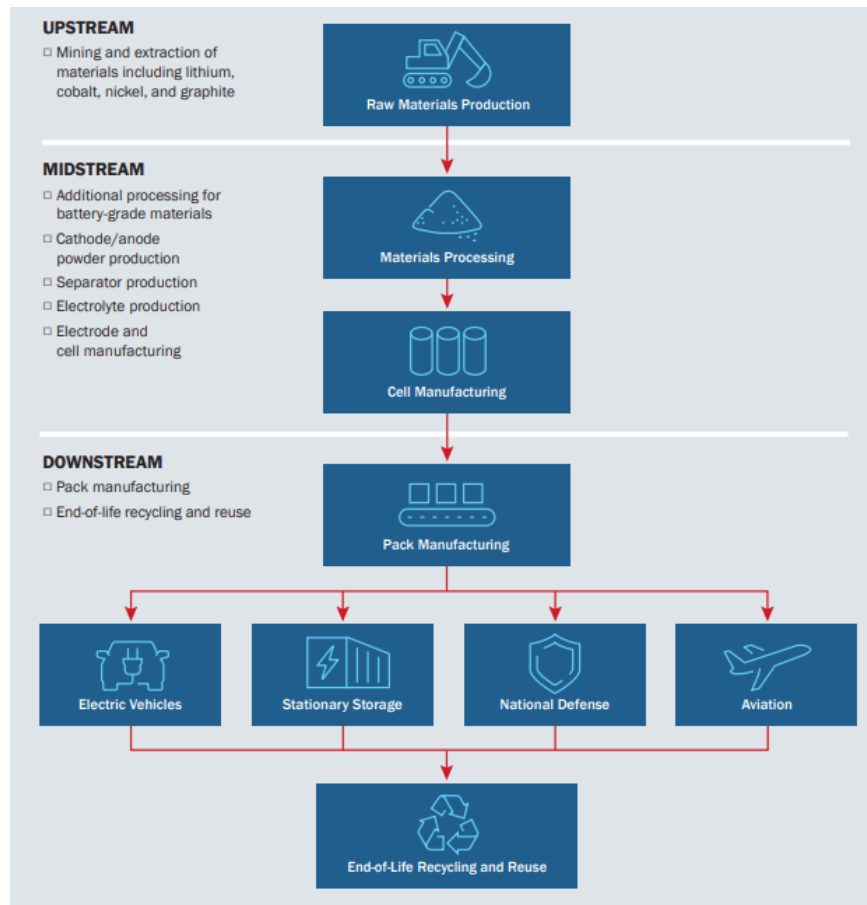 UPSTREAM
□ Mining and extraction of
materials including lithium,
cobalt, nickel, and graphite
Raw Materials Production
MIDSTREAM
□ Additional processing for
battery-grade materials
□ Cathode/anode
powder production
□ Separator production
□ Electrolyte production
□ Electrode and
cell manufacturing
Materials Processing
Cell Manufacturing
DOWNSTREAM
□ Pack manufacturing
□ End-of-life recycling and reuse
Pack Manufacturing
Electric Vehicles
Stationary Storage
National Defense
Aviation
End-of-Life Recycling and Reuse